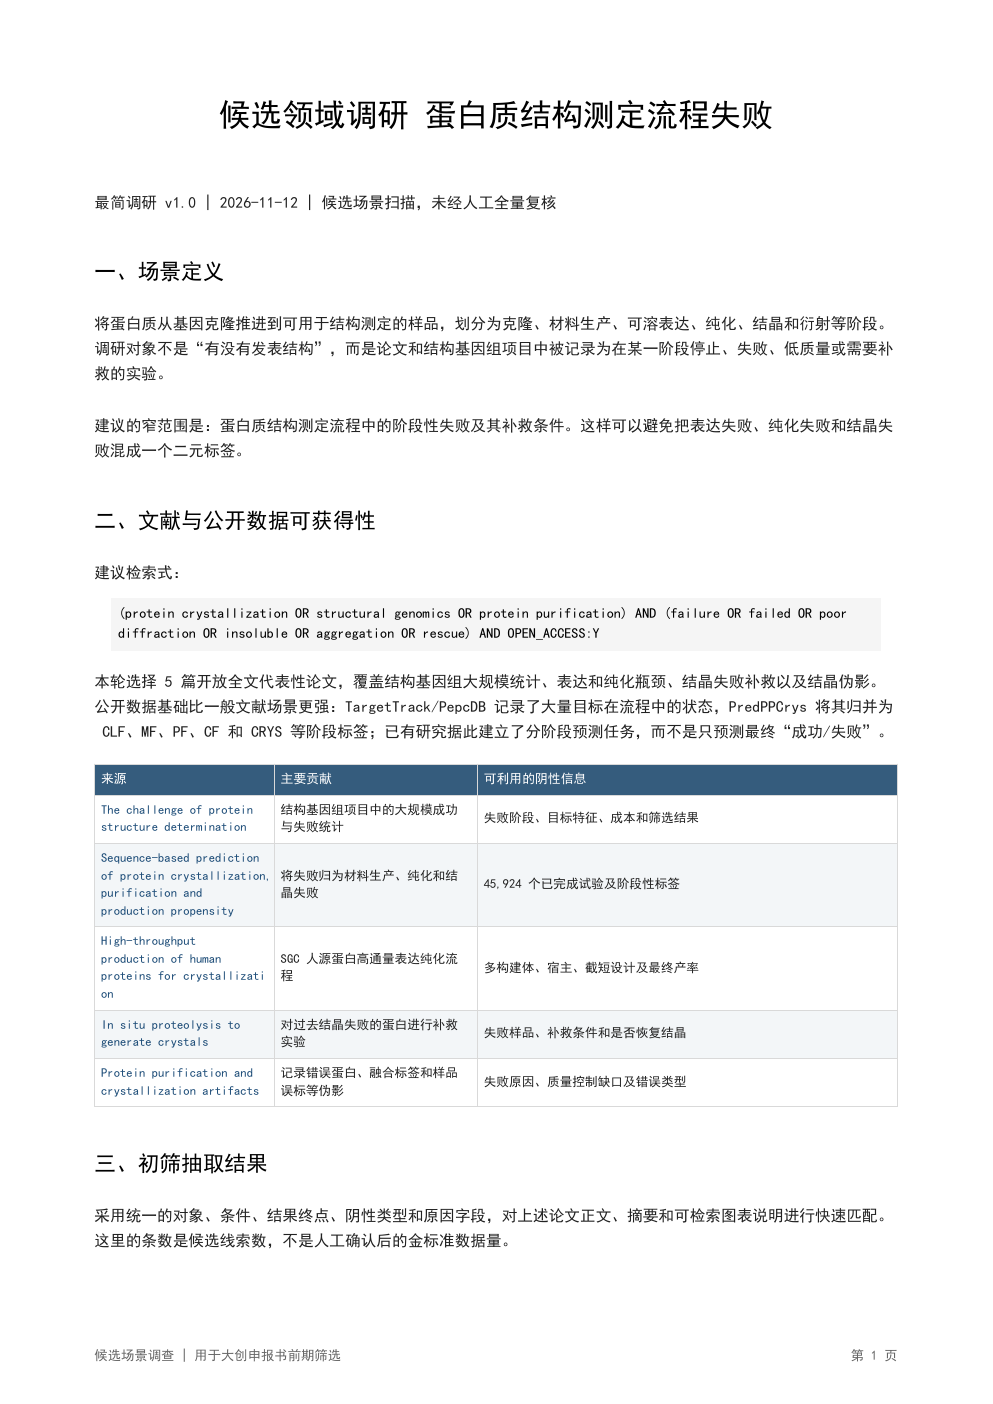 候选领域调研 蛋白质结构测定流程失败
最简调研 v1.0 | 2026-11-12 | 候选场景扫描，未经人工全量复核
一、场景定义
将蛋白质从基因克隆推进到可用于结构测定的样品，划分为克隆、材料生产、可溶表达、纯化、结晶和衍射等阶段。
调研对象不是“有没有发表结构”，而是论文和结构基因组项目中被记录为在某一阶段停止、失败、低质量或需要补
救的实验。
建议的窄范围是：蛋白质结构测定流程中的阶段性失败及其补救条件。这样可以避免把表达失败、纯化失败和结晶失
败混成一个二元标签。
二、文献与公开数据可获得性
建议检索式：
(protein crystallization OR structural genomics OR protein purification) AND (failure OR failed OR poor
diffraction OR insoluble OR aggregation OR rescue) AND OPEN_ACCESS:Y
本轮选择 5 篇开放全文代表性论文，覆盖结构基因组大规模统计、表达和纯化瓶颈、结晶失败补救以及结晶伪影。
公开数据基础比一般文献场景更强：TargetTrack/PepcDB 记录了大量目标在流程中的状态，PredPPCrys 将其归并为
CLF、MF、PF、CF 和 CRYS 等阶段标签；已有研究据此建立了分阶段预测任务，而不是只预测最终“成功/失败”。
来源
主要贡献
可利用的阴性信息
The challenge of protein
structure determination
结构基因组项目中的大规模成功
与失败统计
失败阶段、目标特征、成本和筛选结果
Sequence-based prediction
of protein crystallization,
purification and
production propensity
将失败归为材料生产、纯化和结
晶失败
45,924 个已完成试验及阶段性标签
High-throughput
production of human
proteins for crystallizati
on
SGC 人源蛋白高通量表达纯化流
程
多构建体、宿主、截短设计及最终产率
In situ proteolysis to
generate crystals
对过去结晶失败的蛋白进行补救
实验
失败样品、补救条件和是否恢复结晶
Protein purification and
crystallization artifacts
记录错误蛋白、融合标签和样品
误标等伪影
失败原因、质量控制缺口及错误类型
三、初筛抽取结果
采用统一的对象、条件、结果终点、阴性类型和原因字段，对上述论文正文、摘要和可检索图表说明进行快速匹配。
这里的条数是候选线索数，不是人工确认后的金标准数据量。
候选场景调查 | 用于大创申报书前期筛选
第 1 页